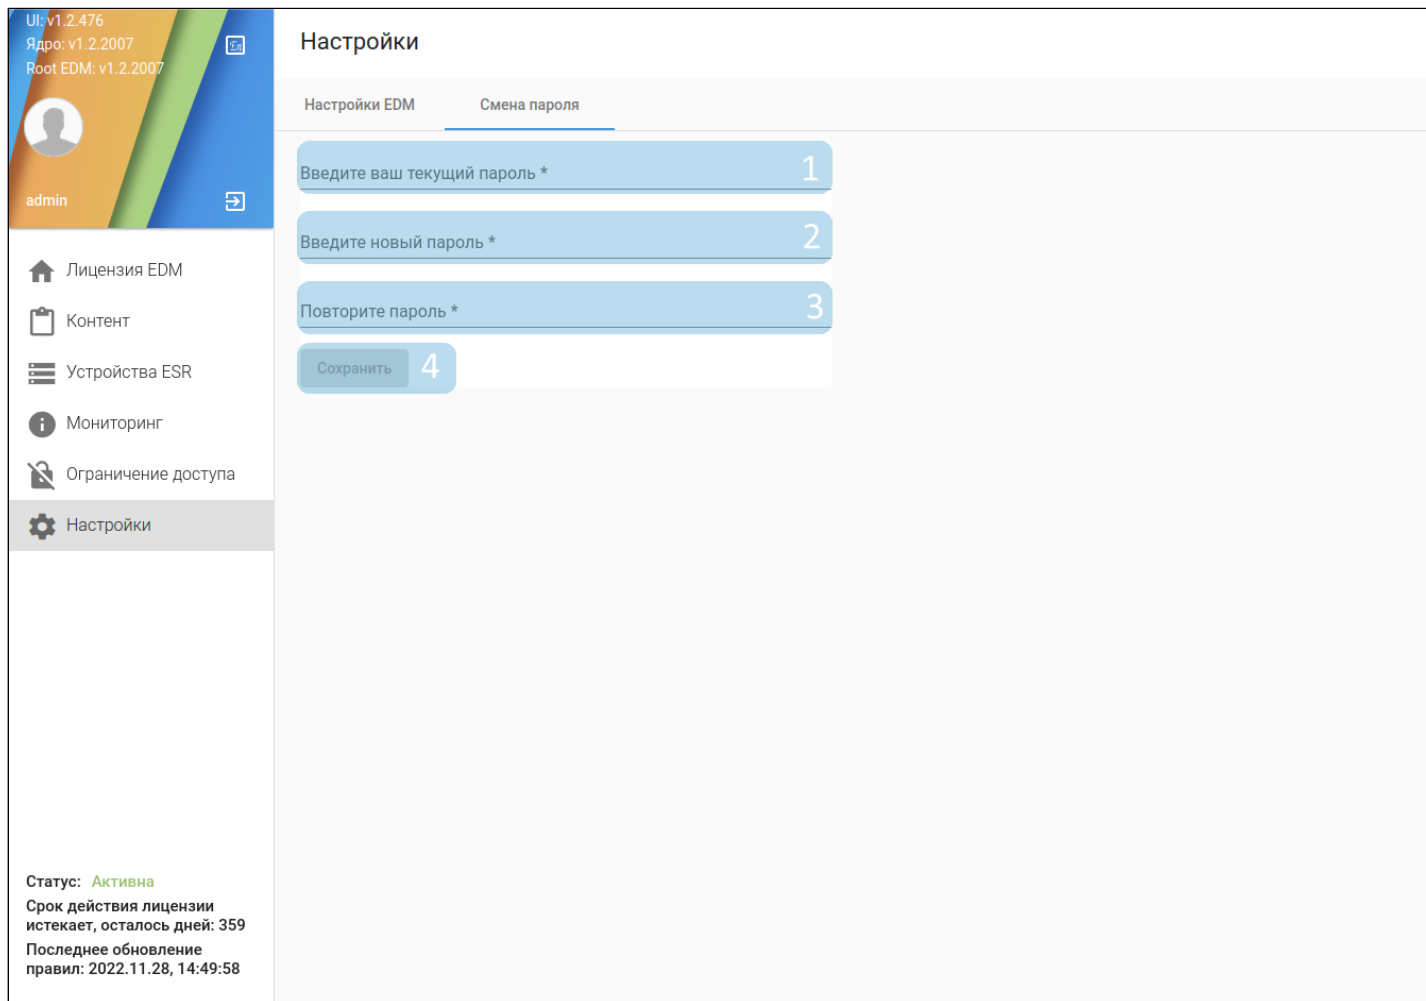 UI: v1.2.476
Ядро: v1.2.2007
En
Root EDM: v1.2.2007
admin
Лицензия EDM
Контент
Устройства ESR
Мониторинг
Ограничение доступа
Настройки
Статус: Активна
Срок действия лицензии
истекает, осталось дней: 359
Последнее обновление
правил: 2022.11.28, 14:49:58
Настройки
Настройки EDM Смена пароля
Введите ваш текущий пароль * 1
Введите новый пароль * 2
Повторите пароль * 3
Сохранить 4